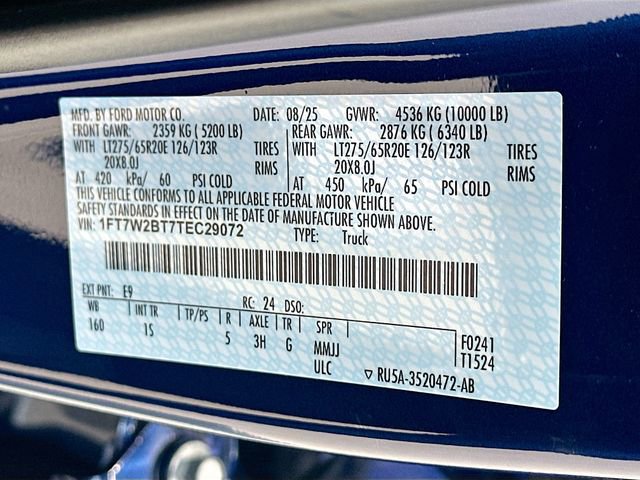 MFD. BY FORD MOTOR CO. DATE: 08/25 GVWR: 4536 KG (10000 LB)
FRONT GAWR: 2359 KG (5200 LB) REAR GAWR: 2876 KG (6340 LB)
WITH LT275/65R20E 126/123R TIRES WITH LT275/65R20E 126/123R TIRES
20X8.0J RIMS 20X8.0J RIMS
AT 420 kPa/ 60 PSI COLD AT 450 kPa/ 65 PSI COLD
THIS VEHICLE CONFORMS TO ALL APPLICABLE FEDERAL MOTOR VEHICLE
SAFETY STANDARDS IN EFFECT ON THE DATE OF MANUFACTURE SHOWN ABOVE.
VIN: 1FT7W2BT7TEC29072
TYPE: Truck
EXT PNT: E9 RC: 24 DSO:
WB INT TR TP/PS R AXLE TR SPR
160 1S 5 3H G MMJJ
ULC
F0241
T1524
▽ RU5A-3520472-AB